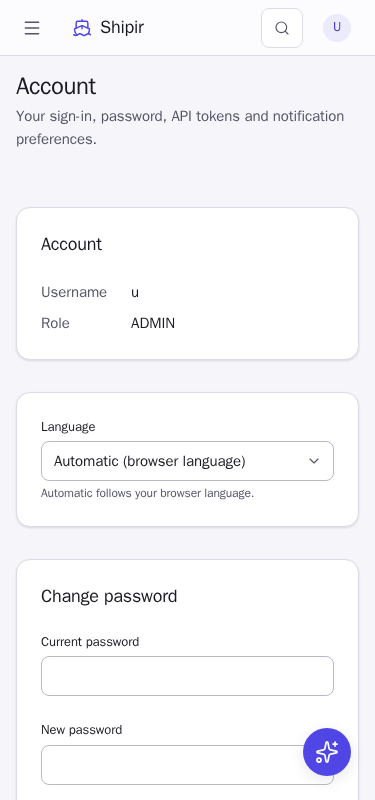 Shipir
U
Account
Your sign-in, password, API tokens and notification
preferences.
Account
Username u
Role ADMIN
Language
Automatic (browser language)
Automatic follows your browser language.
Change password
Current password
New password